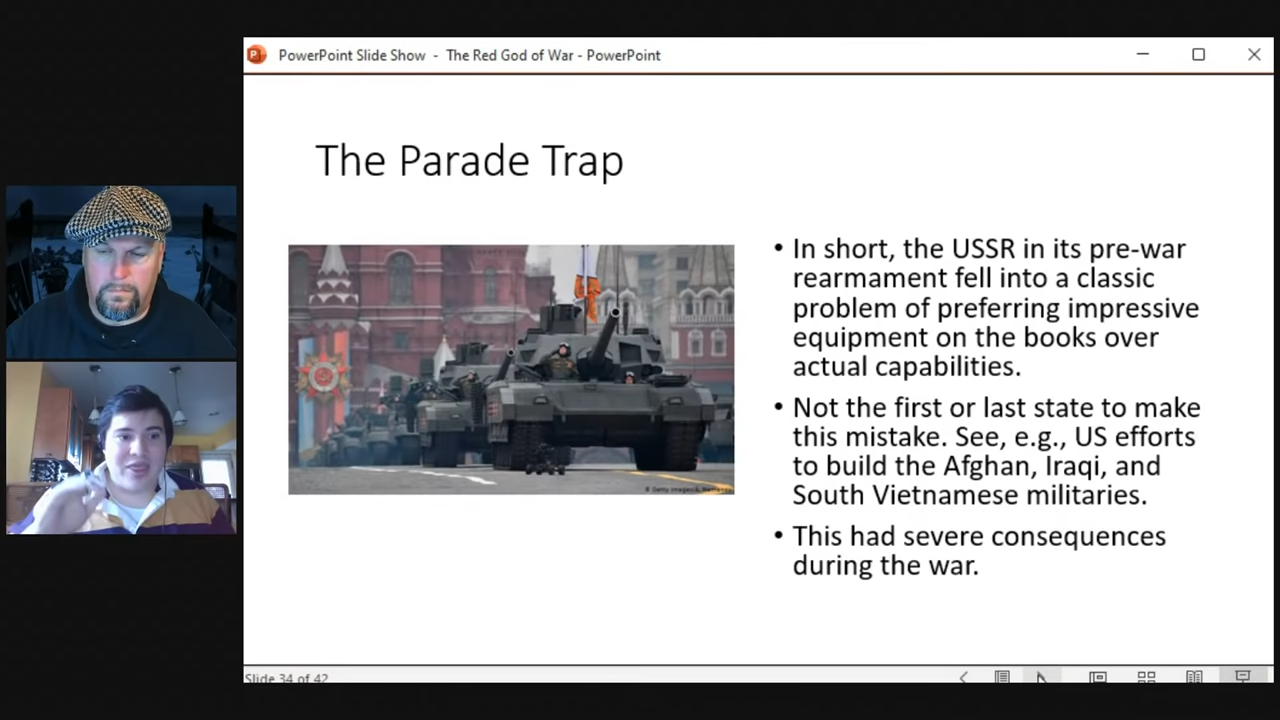 PowerPoint Slide Show - The Red God of War - PowerPoint
The Parade Trap
• In short, the USSR in its pre-war
rearmament fell into a classic
problem of preferring impressive
equipment on the books over
actual capabilities.
• Not the first or last state to make
this mistake. See, e.g., US efforts
to build the Afghan, Iraqi, and
South Vietnamese militaries.
• This had severe consequences
during the war.
Slide 34 of 42